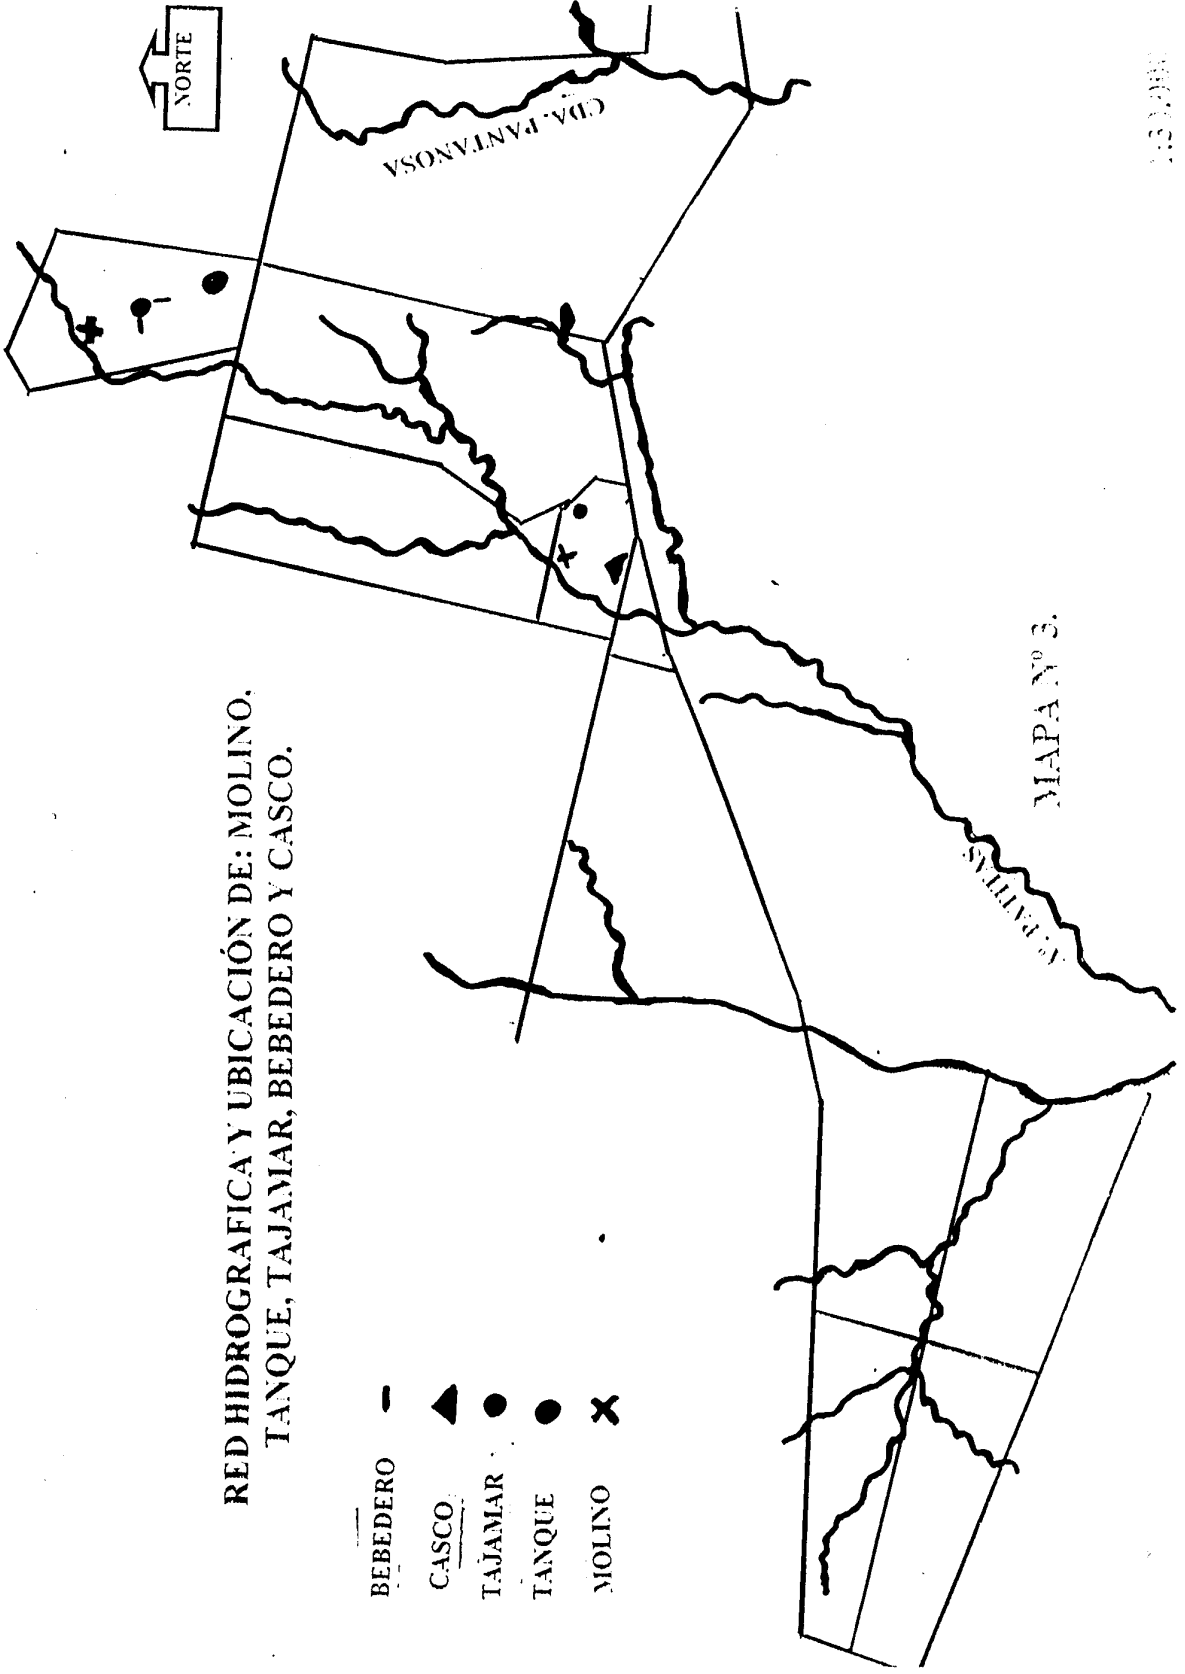 RED HIDROGRAFICA Y UBICACIÓN DE: MOLINO,
TANQUE, TAJAMAR, BEBEDERO Y CASCO.
NORTE
CDA. PANTANOSA
PATITAS
BEBEDERO
CASCO
TAJAMAR
TANQUE
MOLINO
MAPA Nº 3.